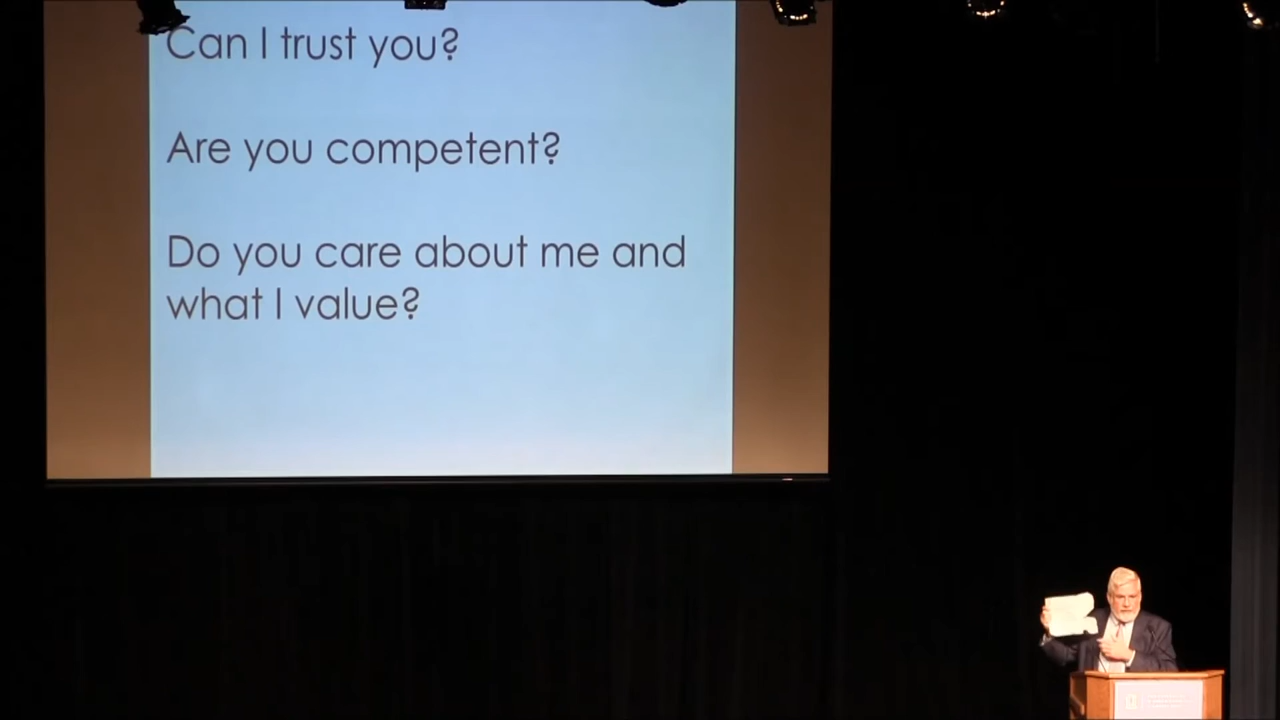 Can I trust you?
Are you competent?
Do you care about me and
what I value?